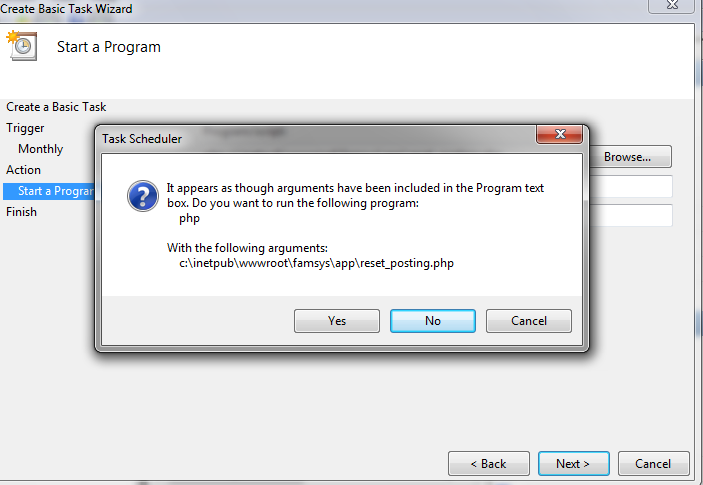 Create Basic Task Wizard
Start a Program
Create a Basic Task
Trigger
Monthly
Action
Start a Program
Finish
Browse...
Task Scheduler
It appears as though arguments have been included in the Program text
box. Do you want to run the following program:
php
With the following arguments:
c:\inetpub\wwwroot\famsys\app\reset_posting.php
Yes
No
Cancel
< Back
Next >
Cancel